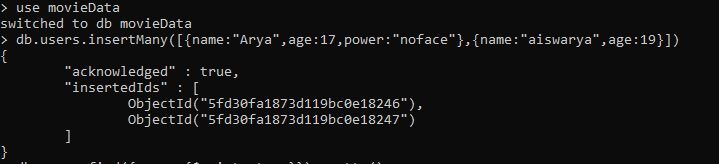 > use movieData
switched to db movieData
> db.users.insertMany([{name:"Arya",age:17,power:"noface"},{name:"aiswarya",age:19}])
{
        "acknowledged" : true,
        "insertedIds" : [
                ObjectId("5fd30fa1873d119bc0e18246"),
                ObjectId("5fd30fa1873d119bc0e18247")
        ]
}